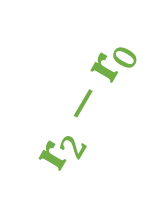 r₂ – r₀